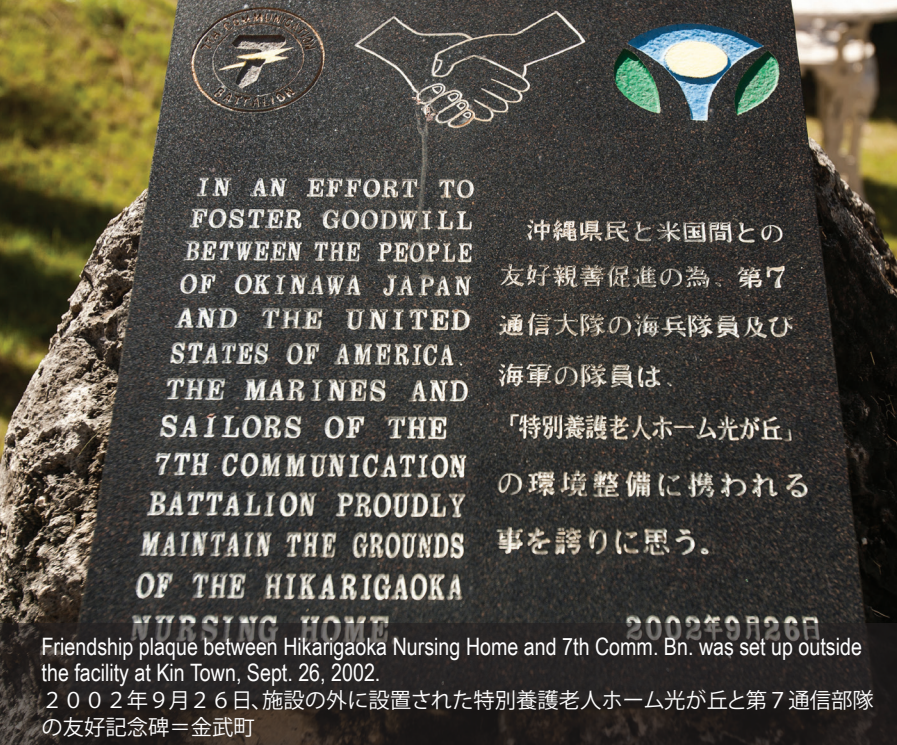 7TH COMMUNICATION
7
BATTALION
IN AN EFFORT TO
FOSTER GOODWILL
BETWEEN THE PEOPLE
OF OKINAWA JAPAN
AND THE UNITED
STATES OF AMERICA.
THE MARINES AND
SAILORS OF THE
7TH COMMUNICATION
BATTALION PROUDLY
MAINTAIN THE GROUNDS
OF THE HIKARIGAOKA
NURSING HOME
沖縄県民と米国間との
友好親善促進の為、第7
通信大隊の海兵隊員及び
海軍の隊員は、
「特別養護老人ホーム光が丘」
の環境整備に携われる
事を誇りに思う。
2002年9月26日
Friendship plaque between Hikarigaoka Nursing Home and 7th Comm. Bn. was set up outside
the facility at Kin Town, Sept. 26, 2002.
２００２年９月２６日、施設の外に設置された特別養護老人ホーム光が丘と第７通信部隊
の友好記念碑＝金武町